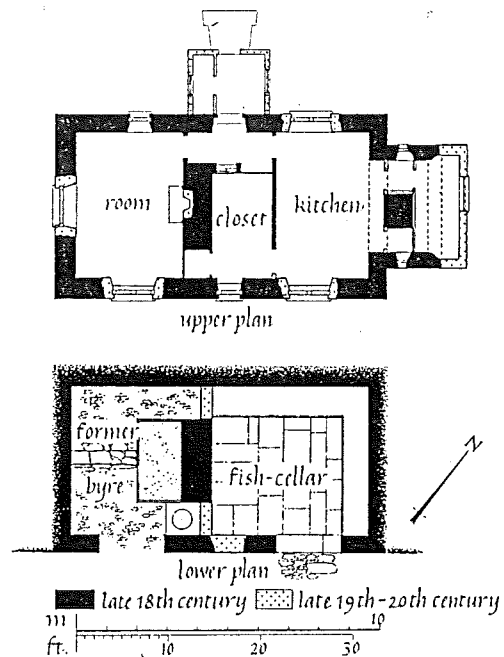 room
closet
kitchen
upper plan
former
byre
fish-cellar
N
lower plan
late 18th century late 19th-20th century
m 10
ft. 10 20 30